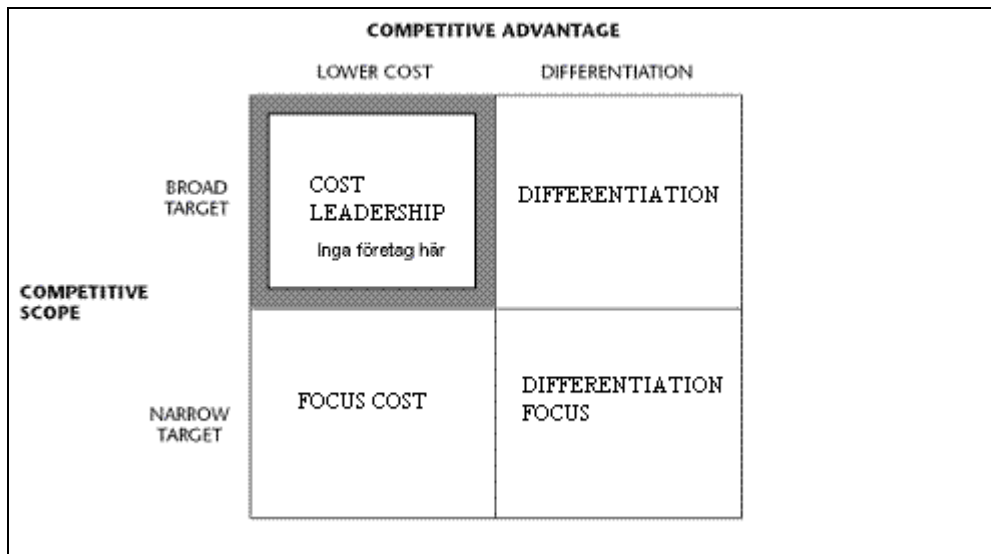 COMPETITIVE ADVANTAGE
LOWER COST
DIFFERENTIATION
BROAD
TARGET
COST
LEADERSHIP
Inga företag här
DIFFERENTIATION
COMPETITIVE
SCOPE
NARROW
TARGET
FOCUS COST
DIFFERENTIATION
FOCUS